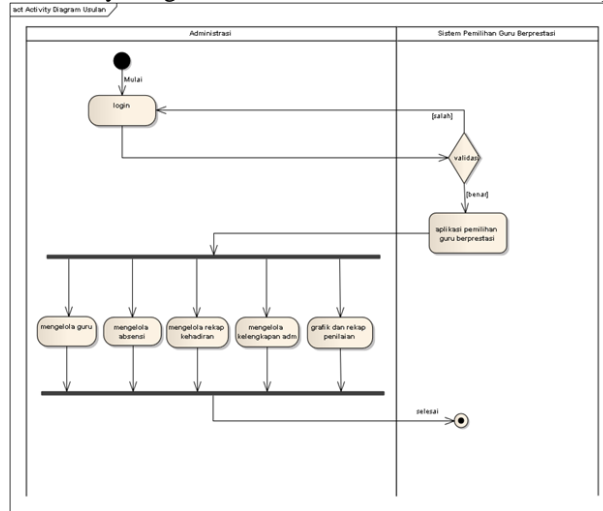 act Activity Diagram Usulan
Administrasi
Sistem Pemilihan Guru Berprestasi
Mulai
login
[salah]
validasi
[benar]
aplikasi pemilihan
guru berprestasi
mengelola guru
mengelola
absensi
mengelola rekap
kehadiran
mengelola
kelengkapan adm
grafik dan rekap
penilaian
selesai